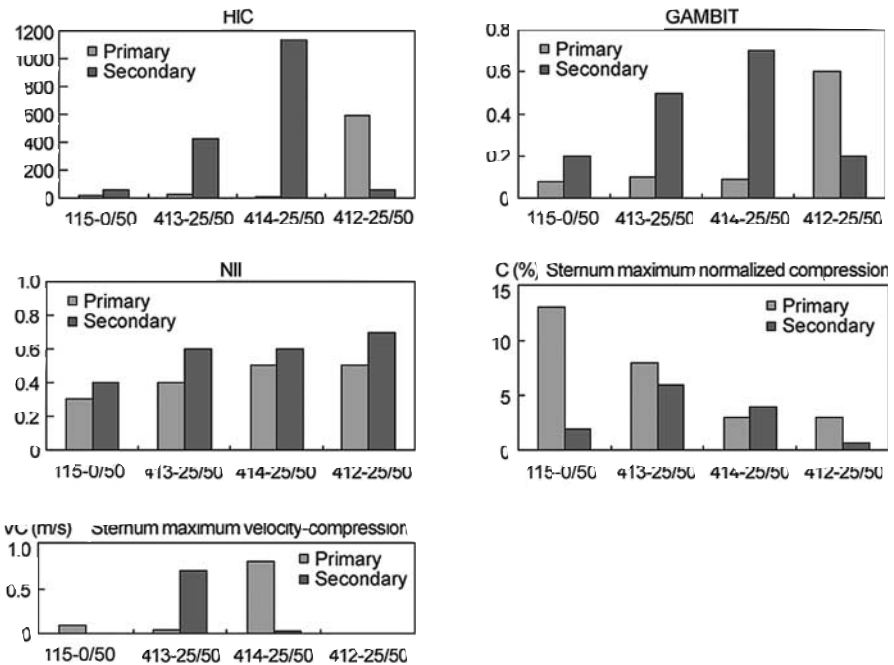 HIC
1200
1000
800
600
400
200
0
Primary
Secondary
115-0/50 413-25/50 414-25/50 412-25/50
GAMBIT
0.8
0.6
0.4
0.2
0
Primary
Secondary
115-0/50 413-25/50 414-25/50 412-25/50
NII
1.0
0.8
0.6
0.4
0.2
0
Primary
Secondary
115-0/50 413-25/50 414-25/50 412-25/50
C (%) Sternum maximum normalized compression
15
10
5
0
Primary
Secondary
115-0/50 413-25/50 414-25/50 412-25/50
VC (m/s) Sternum maximum velocity-compression
1.0
0.5
0
Primary
Secondary
115-0/50 413-25/50 414-25/50 412-25/50